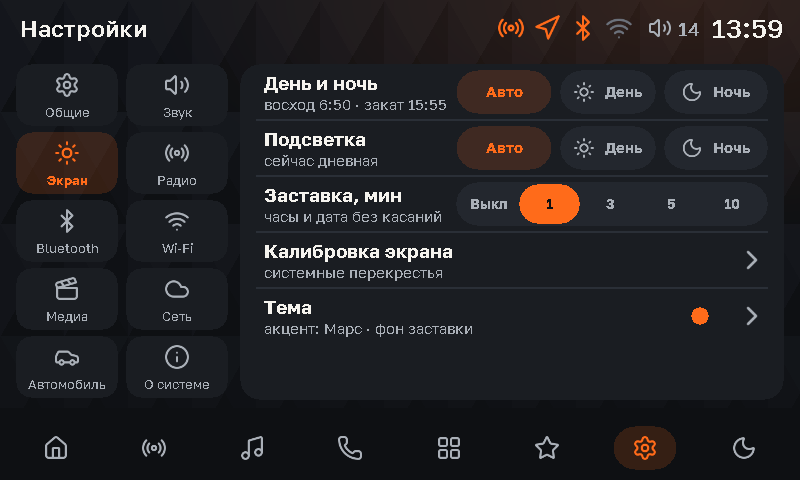 Настройки
14
13:59
Общие
Звук
Экран
Радио
Bluetooth
Wi-Fi
Медиа
Сеть
Автомобиль
О системе
День и ночь
восход 6:50 · закат 15:55
Авто
День
Ночь
Подсветка
сейчас дневная
Авто
День
Ночь
Заставка, мин
часы и дата без касаний
Выкл
1
3
5
10
Калибровка экрана
системные перекрестья
Тема
акцент: Марс · фон заставки